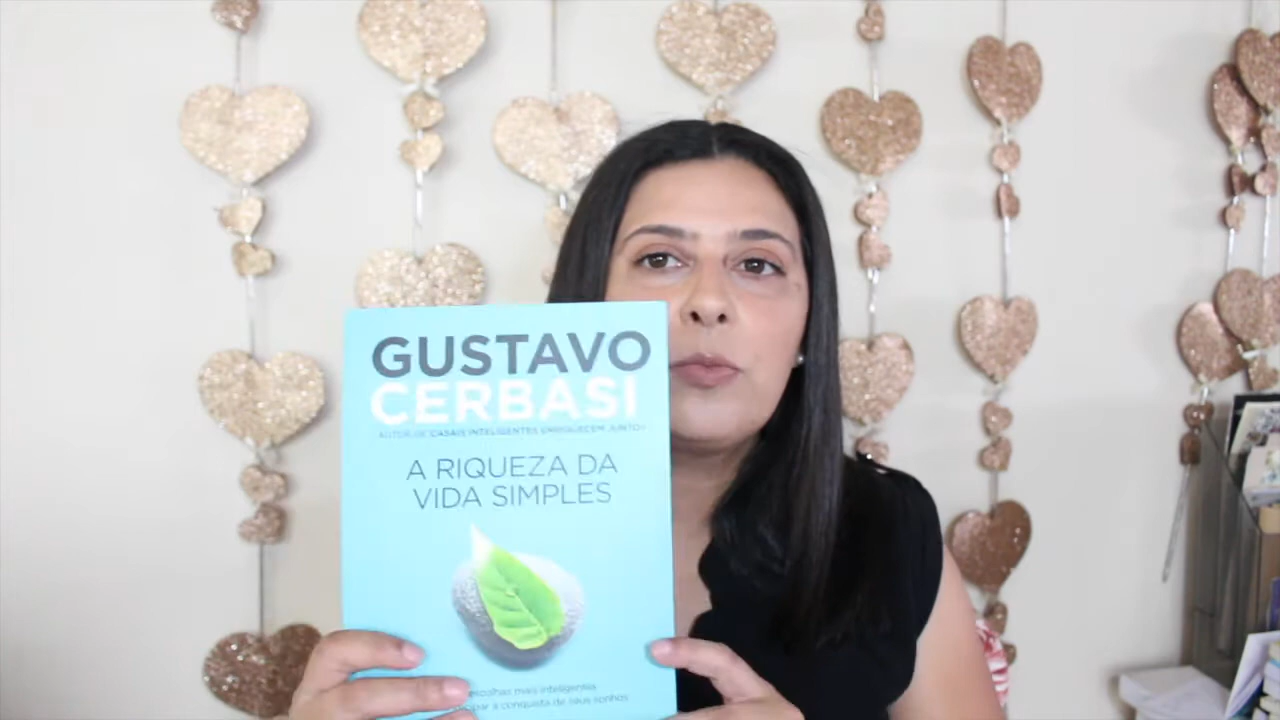 GUSTAVO
CERBASI
AUTOR DE CASAIS INTELIGENTES ENRIQUECEM JUNTOS
A RIQUEZA DA
VIDA SIMPLES
escolhas mais inteligentes
a conquista de seus sonhos